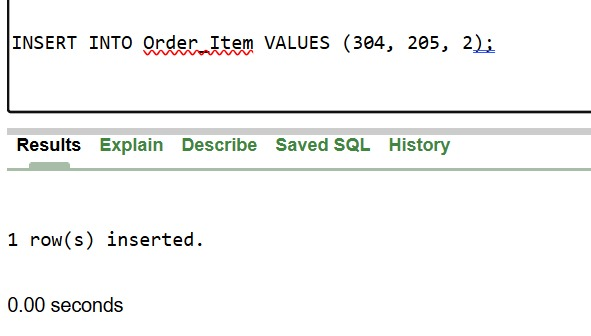 INSERT INTO Order_Item VALUES (304, 205, 2);
Results Explain Describe Saved SQL History
1 row(s) inserted.
0.00 seconds